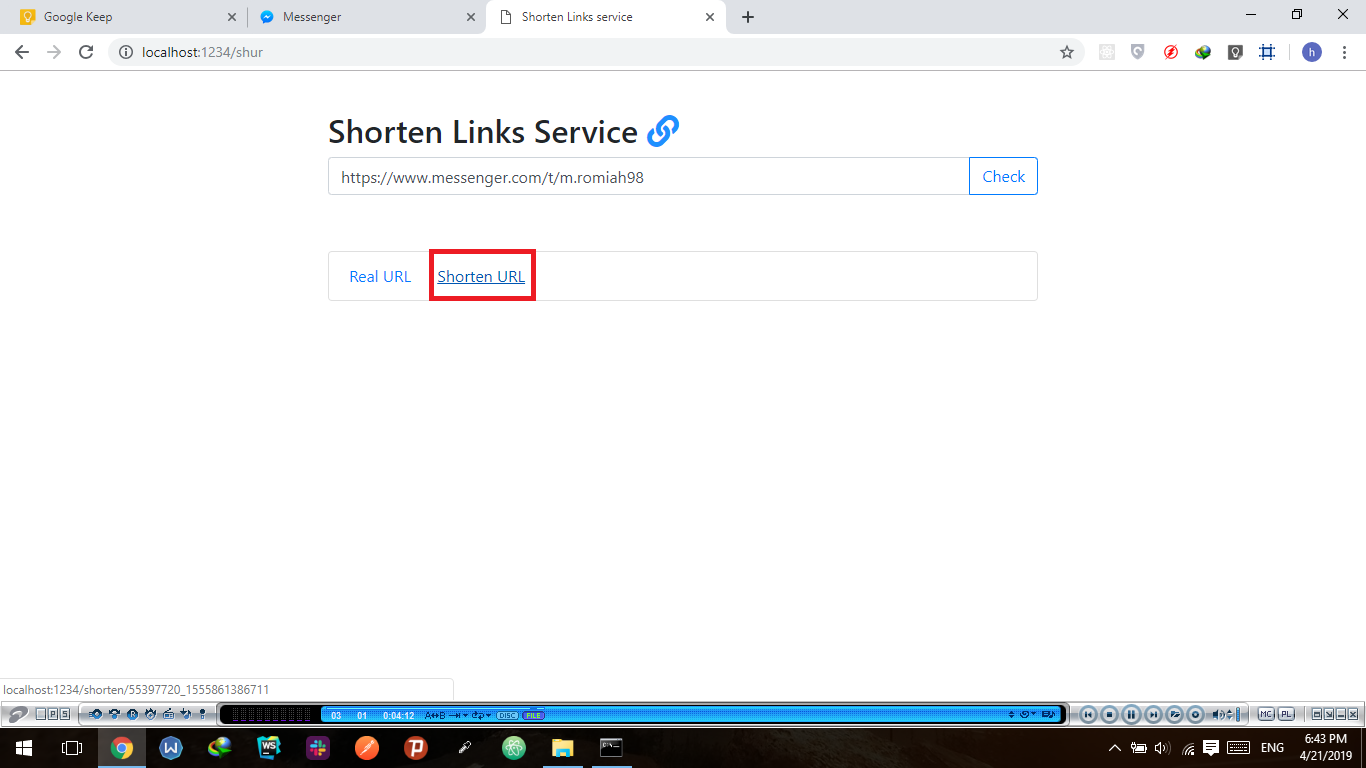 Google Keep
Messenger
Shorten Links service
localhost:1234/shur
h
Shorten Links Service
https://www.messenger.com/t/m.romiah98
Check
Real URL
Shorten URL
localhost:1234/shorten/55397720_1555861386711
P S
03 01 0:04:12 A↔B DISC FILE
MC PL
W WS P C:\
ENG
6:43 PM
4/21/2019